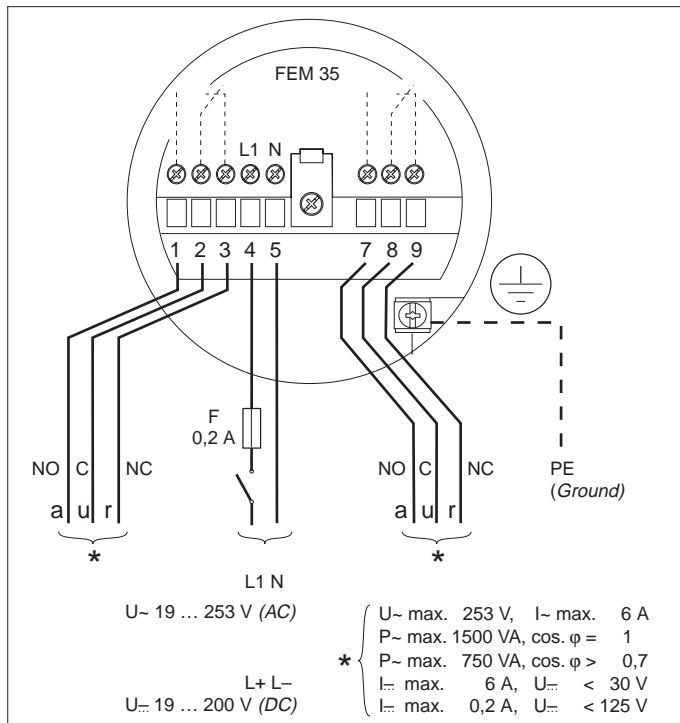 FEM 35
L1 N
1 2 3 4 5 7 8 9
F
0,2 A
NO C NC
a u r
*
NO C NC
a u r
*
PE
(Ground)
L1 N
U~ 19 … 253 V (AC)
L+ L–
U⎓ 19 … 200 V (DC)
*
U~ max. 253 V, I~ max. 6 A
P~ max. 1500 VA, cos. φ = 1
P~ max. 750 VA, cos. φ > 0,7
I⎓ max. 6 A, U⎓ < 30 V
I⎓ max. 0,2 A, U⎓ < 125 V